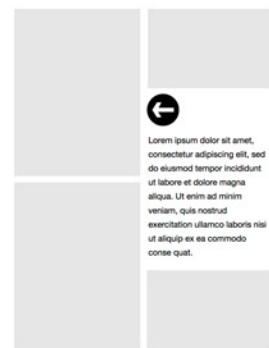 Lorem ipsum dolor sit amet,
consectetur adipiscing elit, sed
do eiusmod tempor incididunt
ut labore et dolore magna
aliqua. Ut enim ad minim
veniam, quis nostrud
exercitation ullamco laboris nisi
ut aliquip ex ea commodo
conse quat.